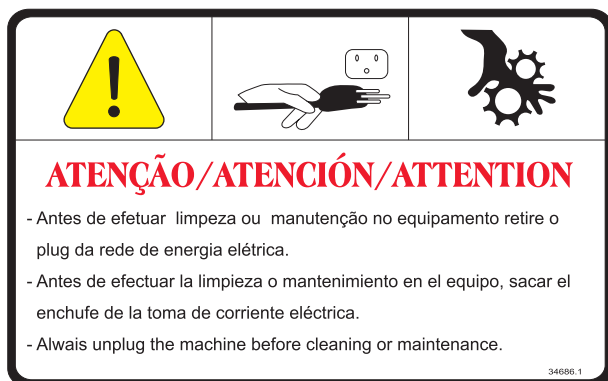 ATENÇÃO/ATENCIÓN/ATTENTION
- Antes de efetuar limpeza ou manutenção no equipamento retire o
plug da rede de energia elétrica.
- Antes de efectuar la limpieza o mantenimiento en el equipo, sacar el
enchufe de la toma de corriente eléctrica.
- Alwais unplug the machine before cleaning or maintenance.
34686.1